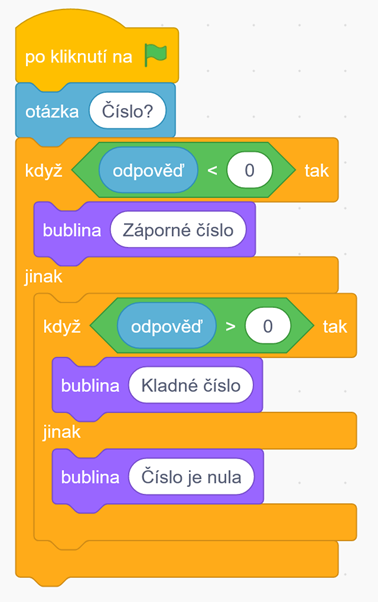 po kliknutí na
otázka Číslo?
když odpověď < 0 tak
bublina Záporné číslo
jinak
když odpověď > 0 tak
bublina Kladné číslo
jinak
bublina Číslo je nula